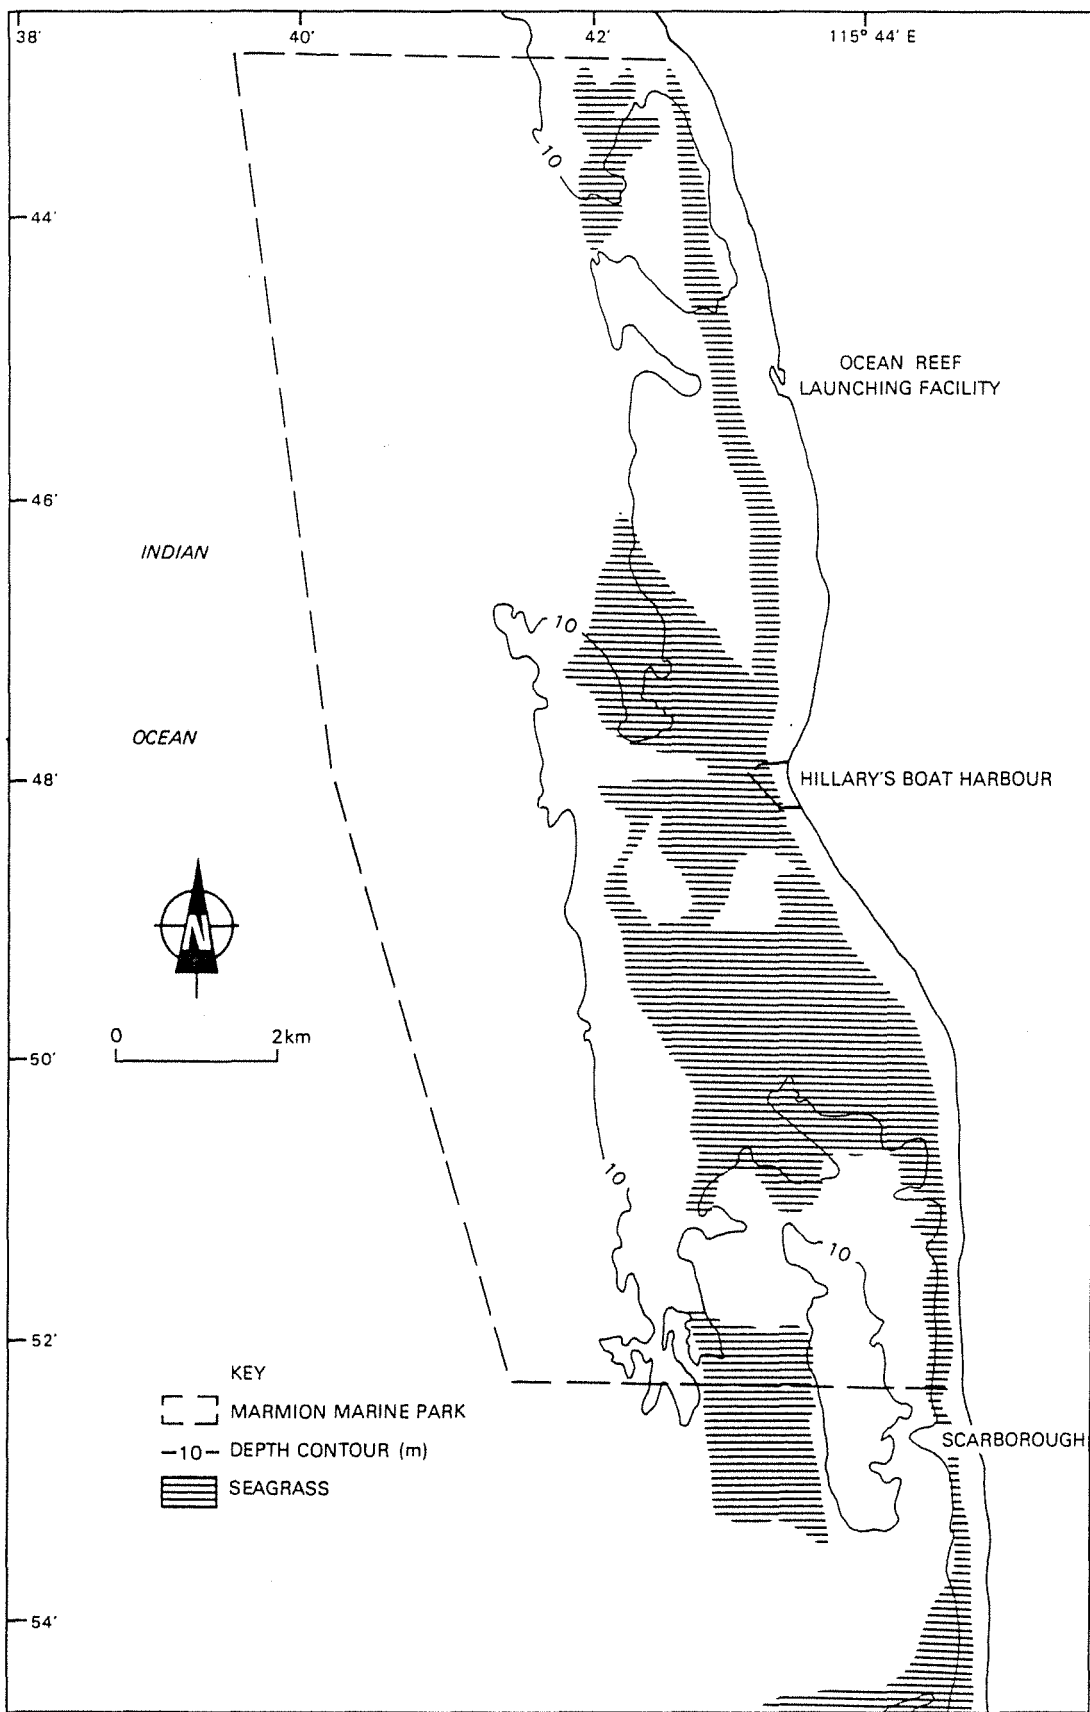 38'
40'
42'
115° 44' E
10
44'
OCEAN REEF
LAUNCHING FACILITY
46'
INDIAN
10
OCEAN
48'
HILLARY'S BOAT HARBOUR
N
0
2km
50'
10
10
52'
KEY
MARMION MARINE PARK
-10- DEPTH CONTOUR (m)
SCARBOROUGH
SEAGRASS
54'